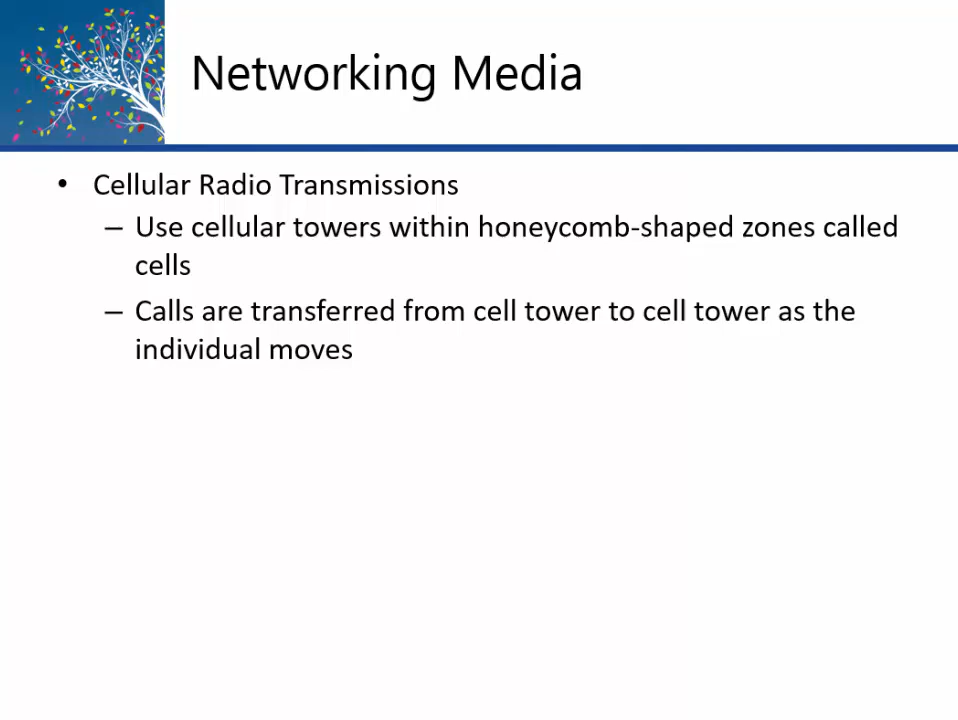 Networking Media
• Cellular Radio Transmissions
– Use cellular towers within honeycomb-shaped zones called
cells
– Calls are transferred from cell tower to cell tower as the
individual moves